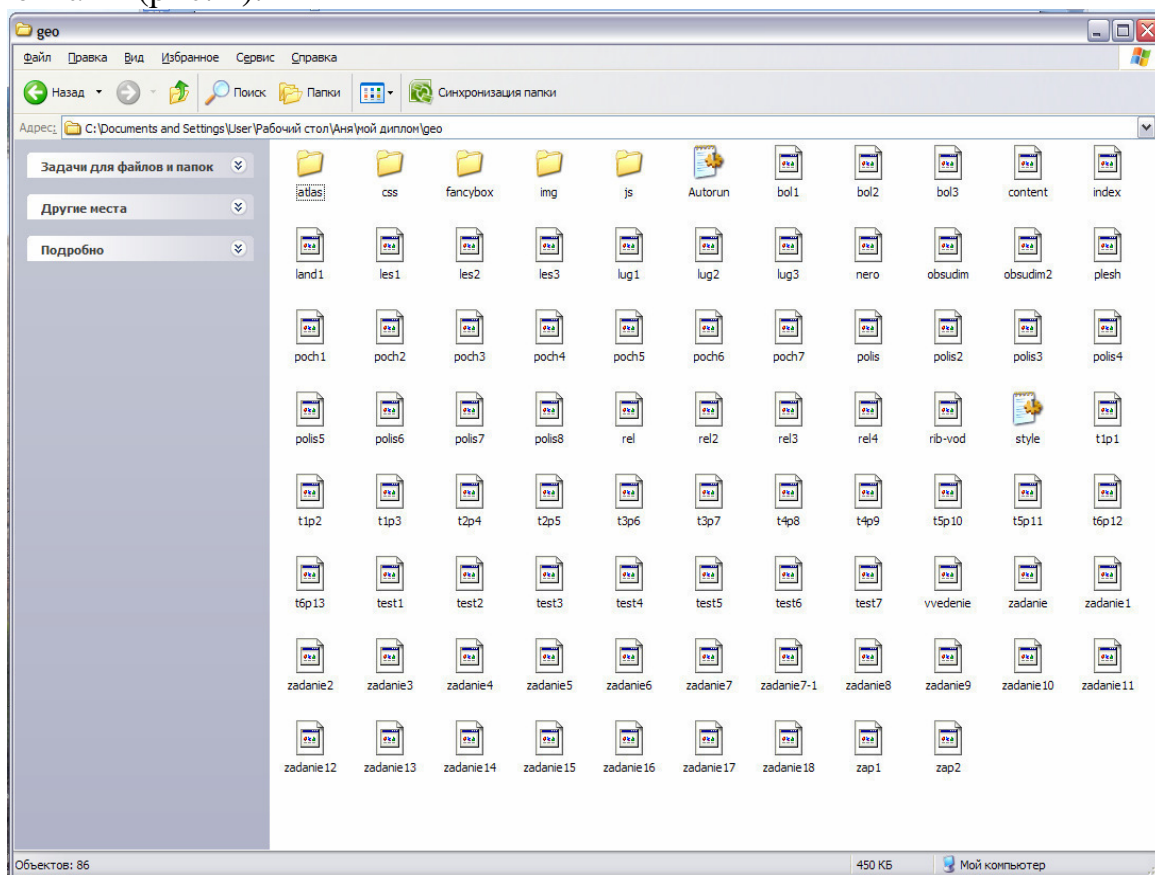 geo
Файл Правка Вид Избранное Сервис Справка
Назад Поиск Папки Синхронизация папки
Адрес: C:\Documents and Settings\User\Рабочий стол\Аня\мой диплом\geo
Задачи для файлов и папок
Другие места
Подробно
atlas css fancybox img js Autorun bol1 bol2 bol3 content index
land1 les1 les2 les3 lug1 lug2 lug3 nero obsudim obsudim2 plesh
poch1 poch2 poch3 poch4 poch5 poch6 poch7 polis polis2 polis3 polis4
polis5 polis6 polis7 polis8 rel rel2 rel3 rel4 rib-vod style t1p1
t1p2 t1p3 t2p4 t2p5 t3p6 t3p7 t4p8 t4p9 t5p10 t5p11 t6p12
t6p13 test1 test2 test3 test4 test5 test6 test7 vvedenie zadanie zadanie1
zadanie2 zadanie3 zadanie4 zadanie5 zadanie6 zadanie7 zadanie7-1 zadanie8 zadanie9 zadanie10 zadanie11
zadanie12 zadanie13 zadanie14 zadanie15 zadanie16 zadanie17 zadanie18 zap1 zap2
Объектов: 86 450 КБ Мой компьютер